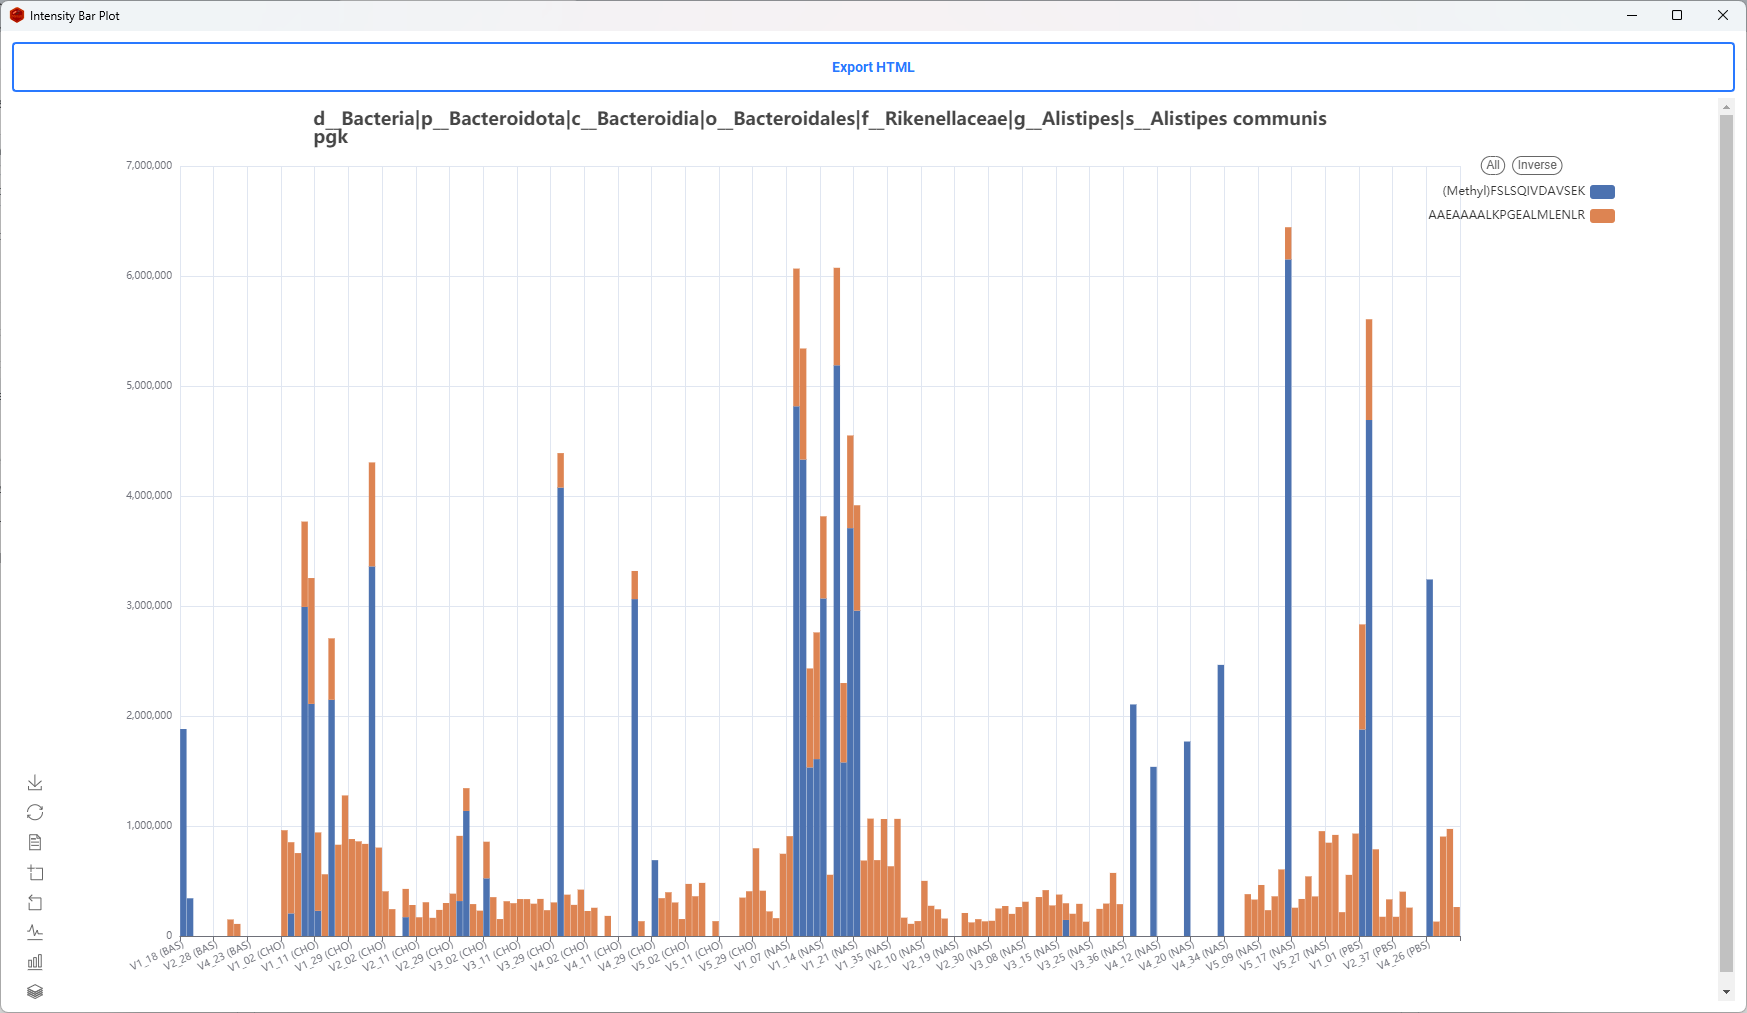 Intensity Bar Plot
Export HTML
d__Bacteria|p__Bacteroidota|c__Bacteroidia|o__Bacteroidales|f__Rikenellaceae|g__Alistipes|s__Alistipes communis
pgk
All Inverse
(Methyl)FSLSQIVDAVSEK
AAEAAAALKPGEALMLENLR
7,000,000
6,000,000
5,000,000
4,000,000
3,000,000
2,000,000
1,000,000
0
V1_18 (BAS) V2_28 (BAS) V4_23 (BAS) V1_02 (CHO) V1_11 (CHO) V1_29 (CHO) V2_02 (CHO) V2_11 (CHO) V2_29 (CHO) V3_02 (CHO) V3_11 (CHO) V3_29 (CHO) V4_02 (CHO) V4_11 (CHO) V4_29 (CHO) V5_02 (CHO) V5_11 (CHO) V5_29 (CHO) V1_07 (NAS) V1_14 (NAS) V1_21 (NAS) V1_35 (NAS) V2_10 (NAS) V2_19 (NAS) V2_30 (NAS) V3_08 (NAS) V3_15 (NAS) V3_25 (NAS) V3_36 (NAS) V4_12 (NAS) V4_20 (NAS) V4_34 (NAS) V5_09 (NAS) V5_17 (NAS) V5_27 (NAS) V1_01 (PBS) V2_37 (PBS) V4_26 (PBS)